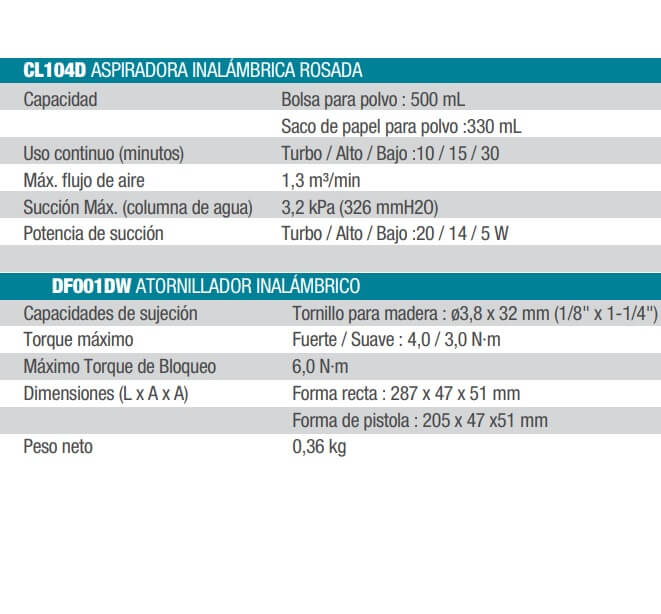 CL104D ASPIRADORA INALÁMBRICA ROSADA
Capacidad Bolsa para polvo : 500 mL
Saco de papel para polvo :330 mL
Uso continuo (minutos) Turbo / Alto / Bajo :10 / 15 / 30
Máx. flujo de aire 1,3 m³/min
Succión Máx. (columna de agua) 3,2 kPa (326 mmH2O)
Potencia de succión Turbo / Alto / Bajo :20 / 14 / 5 W
DF001DW ATORNILLADOR INALÁMBRICO
Capacidades de sujeción Tornillo para madera : ø3,8 x 32 mm (1/8" x 1-1/4")
Torque máximo Fuerte / Suave : 4,0 / 3,0 N·m
Máximo Torque de Bloqueo 6,0 N·m
Dimensiones (L x A x A) Forma recta : 287 x 47 x 51 mm
Forma de pistola : 205 x 47 x51 mm
Peso neto 0,36 kg